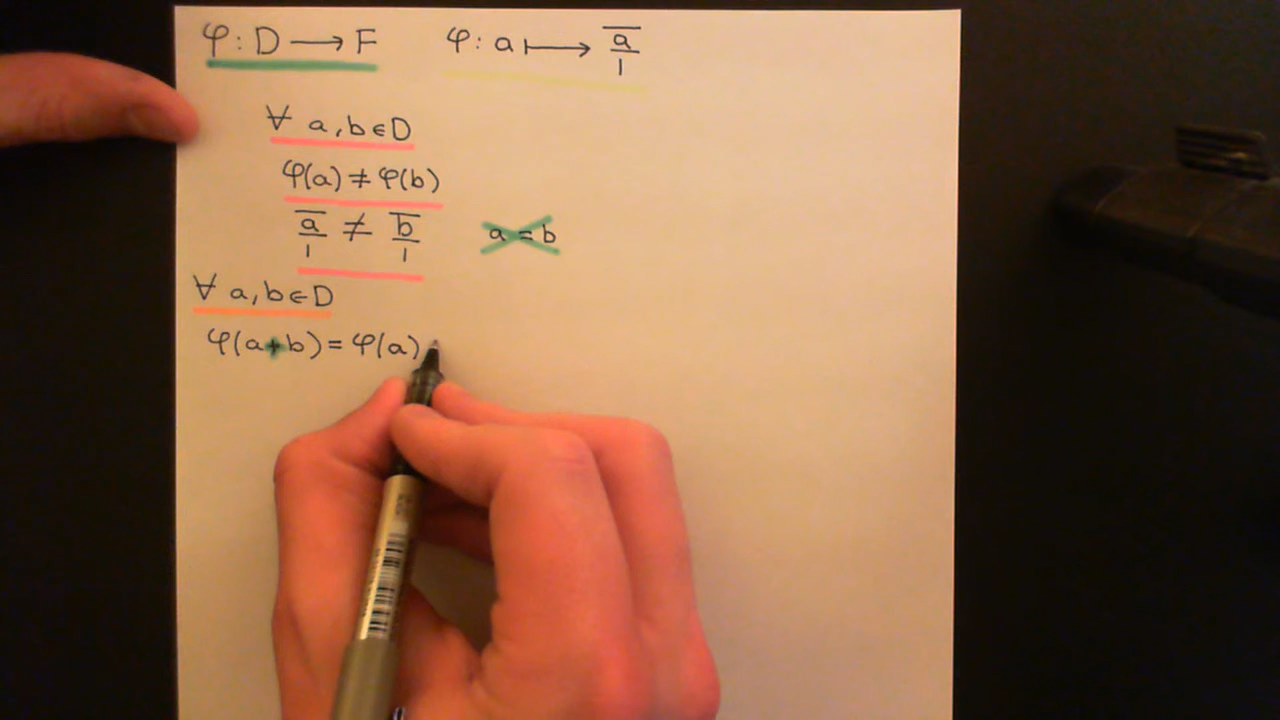 φ: D ⟶ F φ: a ⟼ a̅/1
∀ a, b ∈ D
φ(a) ≠ φ(b)
a̅/1 ≠ b̅/1 a = b
∀ a, b ∈ D
φ(a+b) = φ(a)